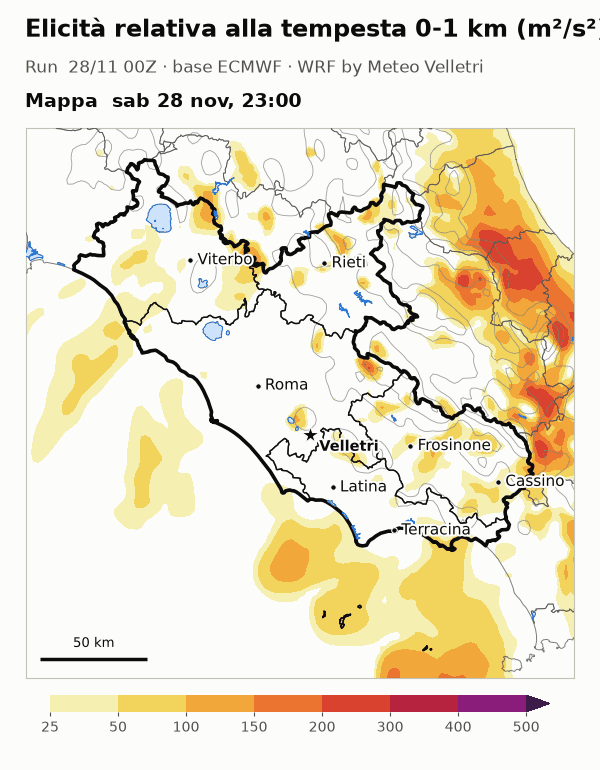 Elicità relativa alla tempesta 0-1 km (m²/s²)
Run  28/11 00Z · base ECMWF · WRF by Meteo Velletri
Mappa  sab 28 nov, 23:00
Viterbo
Rieti
Roma
Velletri
Frosinone
Cassino
Latina
Terracina
50 km
25 50 100 150 200 300 400 500